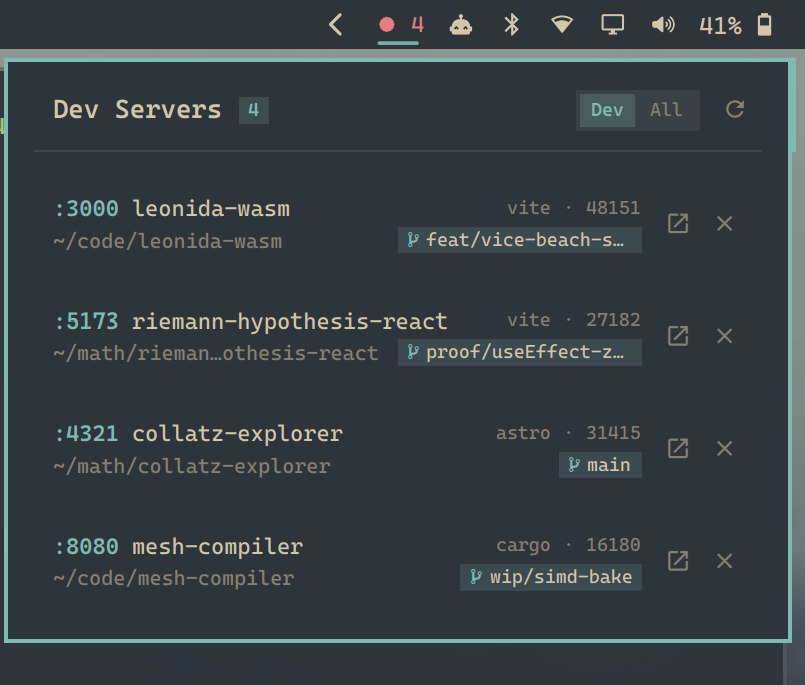 4
41%
Dev Servers 4 Dev All
:3000 leonida-wasm vite · 48151
~/code/leonida-wasm feat/vice-beach-s…
:5173 riemann-hypothesis-react vite · 27182
~/math/rieman…othesis-react proof/useEffect-z…
:4321 collatz-explorer astro · 31415
~/math/collatz-explorer main
:8080 mesh-compiler cargo · 16180
~/code/mesh-compiler wip/simd-bake